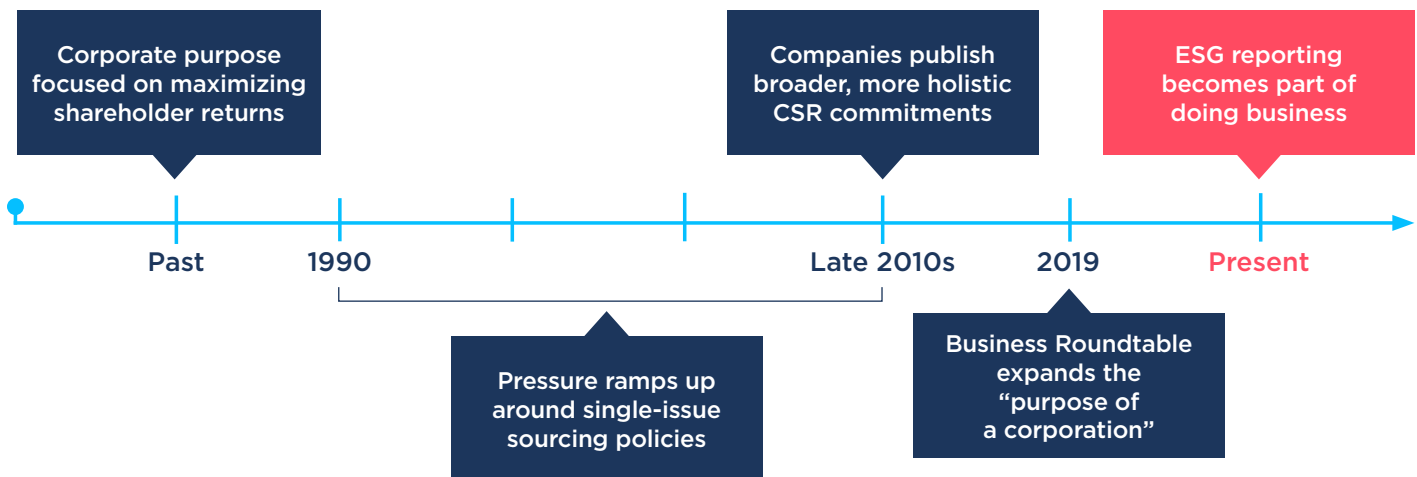 Corporate purpose
focused on maximizing
shareholder returns
Companies publish
broader, more holistic
CSR commitments
ESG reporting
becomes part of
doing business
Past
1990
Late 2010s
2019
Present
Pressure ramps up
around single-issue
sourcing policies
Business Roundtable
expands the
“purpose of
a corporation”